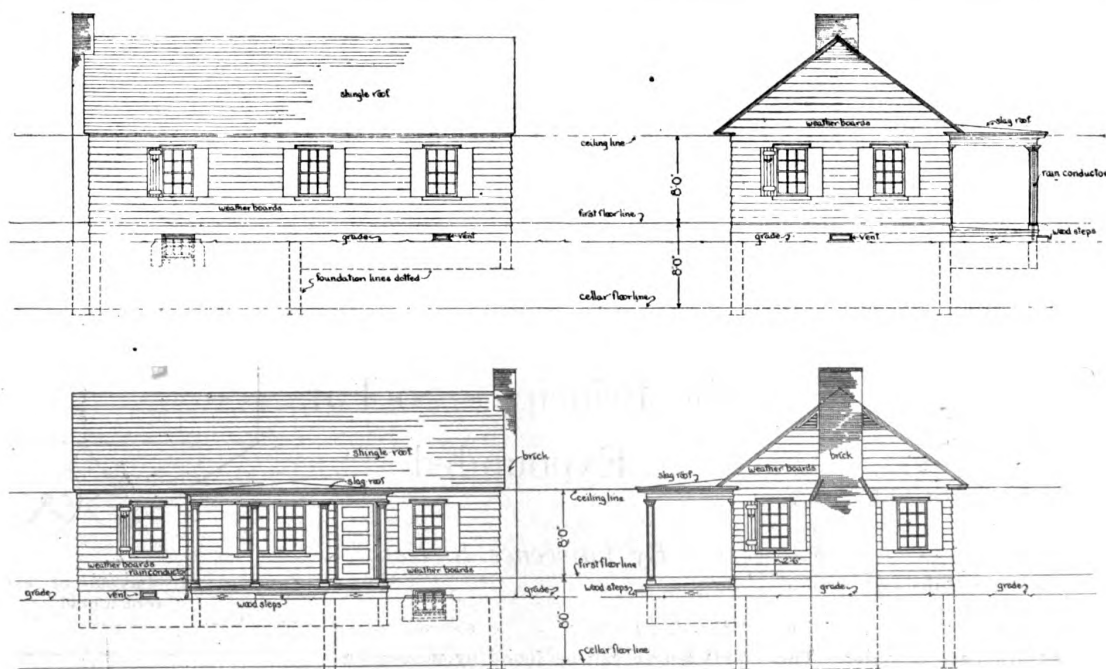 shingle roof
weather boards
slag roof
ceiling line
8'-0"
rain conductor
weather boards
first floor line
grade
vent
grade
vent
wood steps
foundation lines dotted
8'-0"
cellar floor line
shingle roof
slag roof
brick
weather boards
brick
slag roof
ceiling line
8'-0"
weather boards
rain conductor
weather boards
first floor line
2'-6"
grade
vent
wood steps
grade
wood steps
grade
grade
8'-0"
cellar floor line